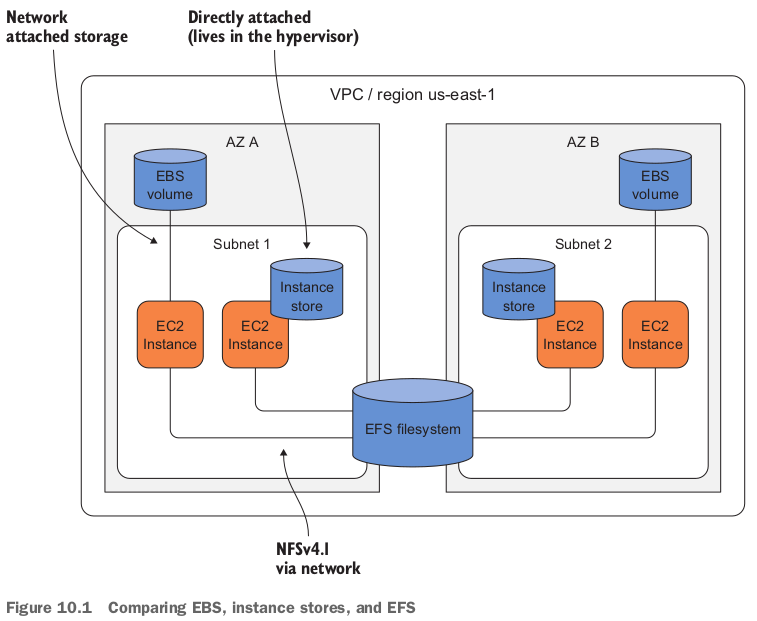 Network
attached storage
Directly attached
(lives in the hypervisor)
VPC / region us-east-1
AZ A
AZ B
EBS
volume
EBS
volume
Subnet 1
Subnet 2
Instance
store
Instance
store
EC2
Instance
EC2
Instance
EC2
Instance
EC2
Instance
EFS filesystem
NFSv4.1
via network
Figure 10.1 Comparing EBS, instance stores, and EFS